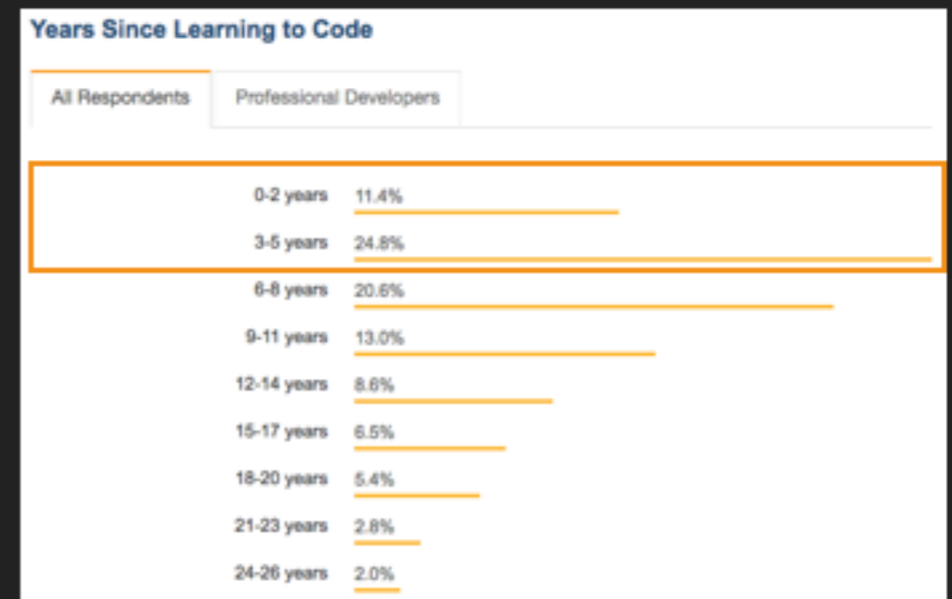 Years Since Learning to Code
All Respondents Professional Developers
0-2 years 11.4%
3-5 years 24.8%
6-8 years 20.6%
9-11 years 13.0%
12-14 years 8.6%
15-17 years 6.5%
18-20 years 5.4%
21-23 years 2.8%
24-26 years 2.0%